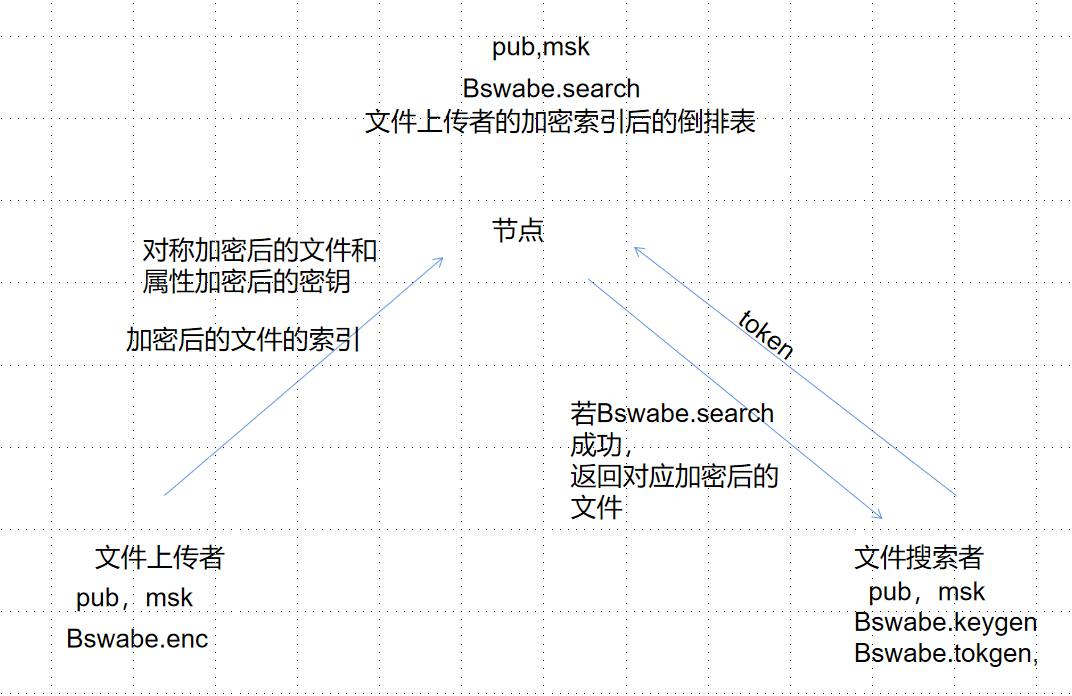 pub,msk
Bswabe.search
文件上传者的加密索引后的倒排表
节点
对称加密后的文件和
属性加密后的密钥
加密后的文件的索引
token
若Bswabe.search
成功，
返回对应加密后的
文件
文件上传者
pub，msk
Bswabe.enc
文件搜索者
pub，msk
Bswabe.keygen
Bswabe.tokgen,